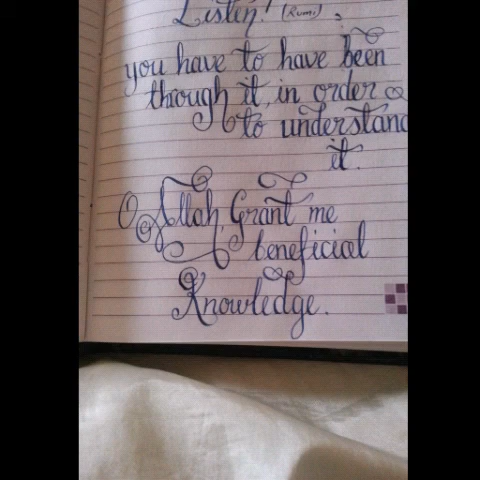 Listen! (Rumi)
you have to have been
through it, in order
to understand
it.
O Allah, Grant me
beneficial
Knowledge.